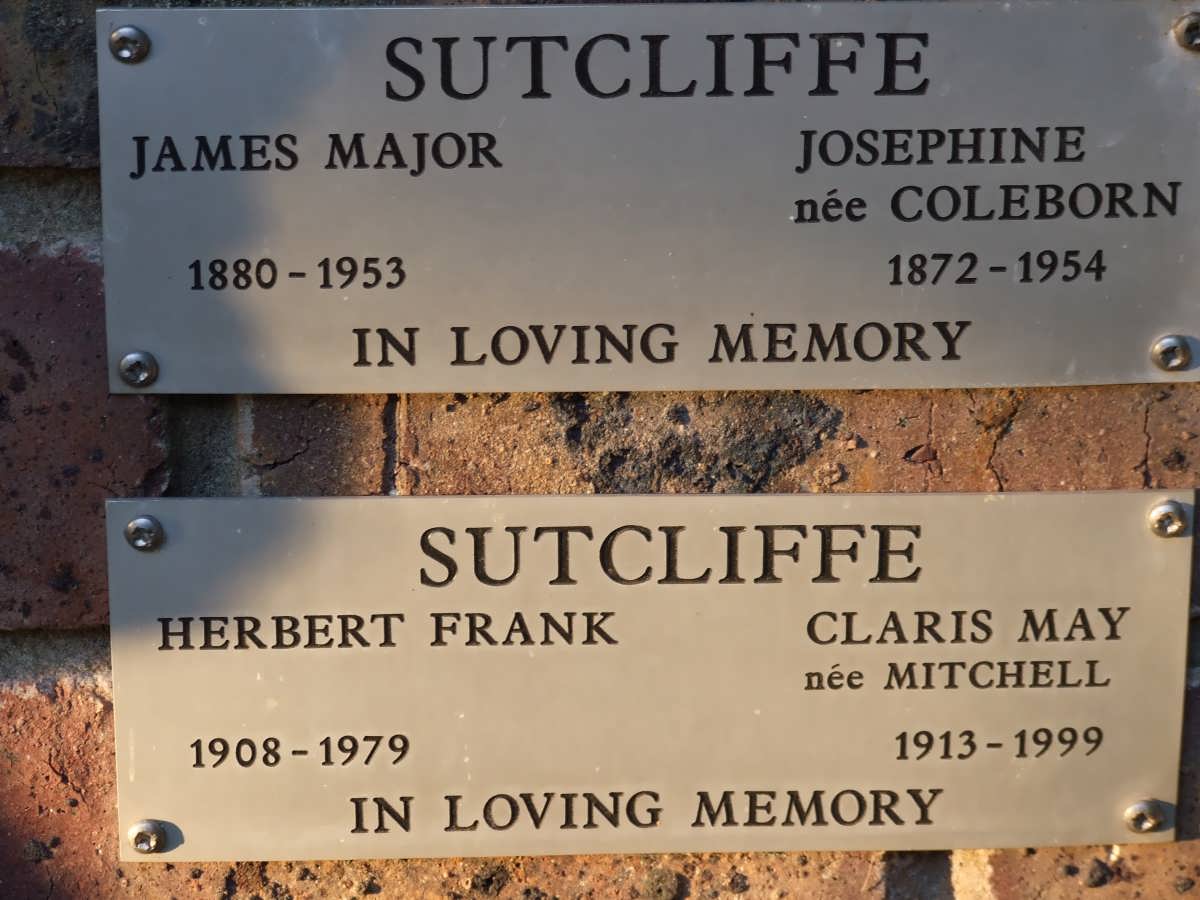 SUTCLIFFE
JAMES MAJOR JOSEPHINE
née COLEBORN
1880 - 1953 1872 - 1954
IN LOVING MEMORY
SUTCLIFFE
HERBERT FRANK CLARIS MAY
née MITCHELL
1908 - 1979 1913 - 1999
IN LOVING MEMORY